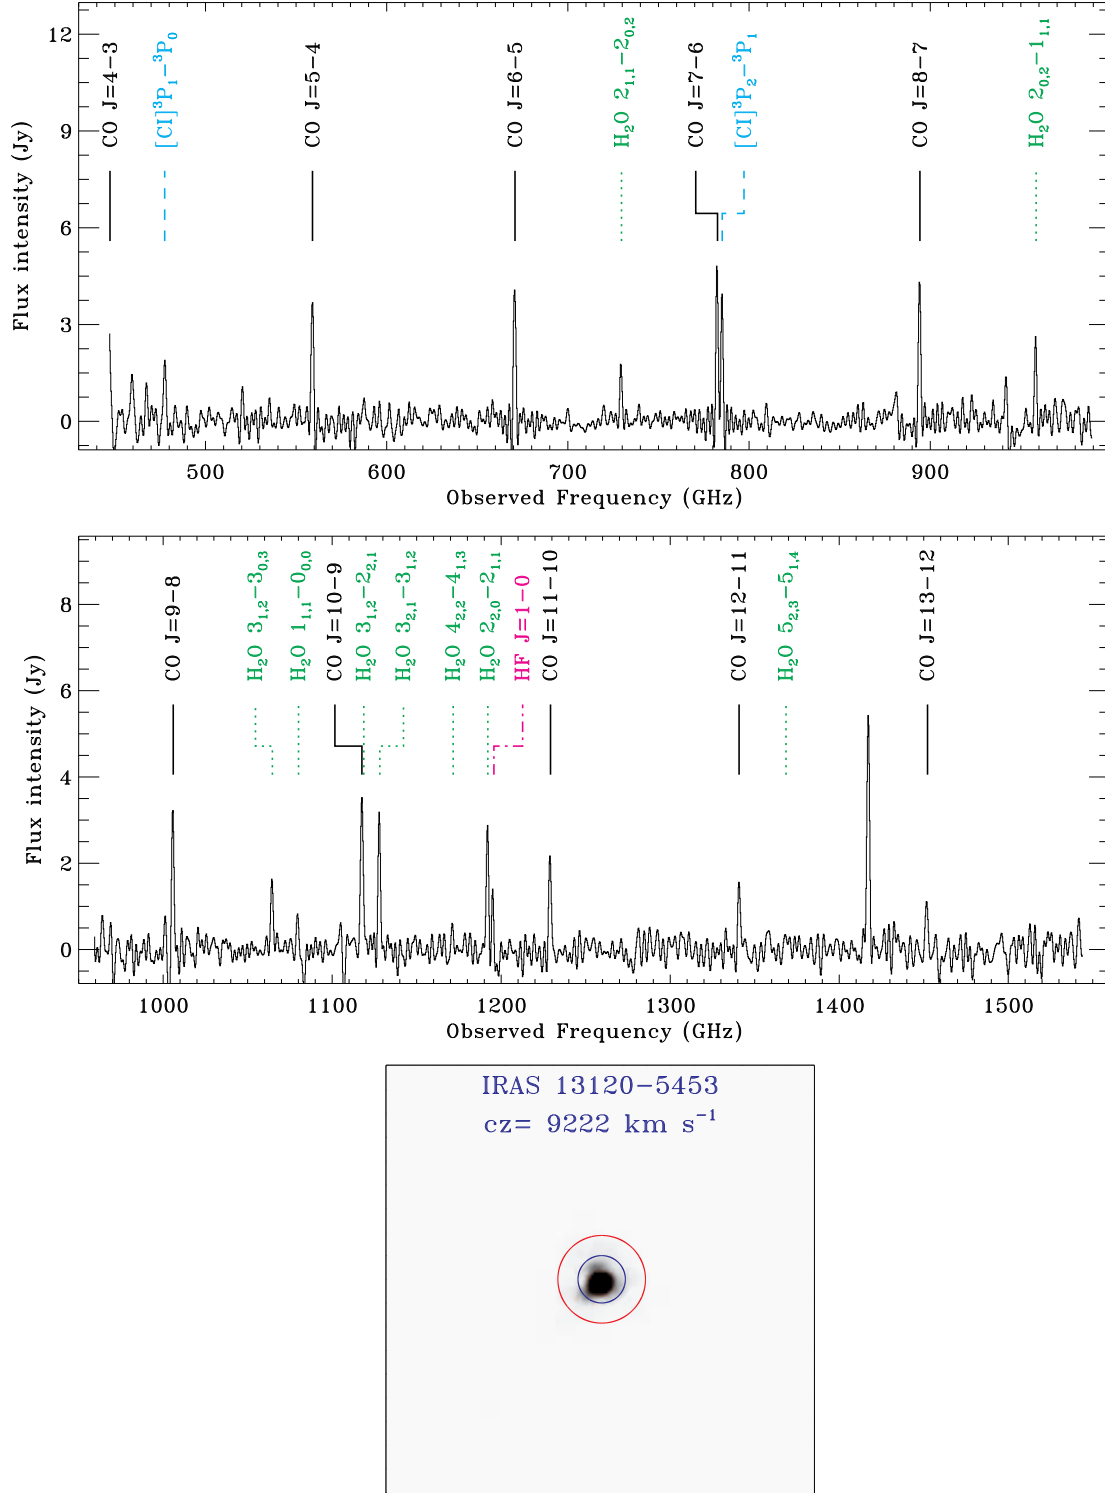 CO J=4−3
[CI]³P₁−³P₀
CO J=5−4
CO J=6−5
H₂O 2₁,₁−2₀,₂
CO J=7−6
[CI]³P₂−³P₁
CO J=8−7
H₂O 2₀,₂−1₁,₁
Flux intensity (Jy)
12
9
6
3
0
500 600 700 800 900
Observed Frequency (GHz)
CO J=9−8
H₂O 3₁,₂−3₀,₃
H₂O 1₁,₁−0₀,₀
CO J=10−9
H₂O 3₁,₂−2₂,₁
H₂O 3₂,₁−3₁,₂
H₂O 4₂,₂−4₁,₃
H₂O 2₂,₀−2₁,₁
HF J=1−0
CO J=11−10
CO J=12−11
H₂O 5₂,₃−5₁,₄
CO J=13−12
Flux intensity (Jy)
8
6
4
2
0
1000 1100 1200 1300 1400 1500
Observed Frequency (GHz)
IRAS 13120−5453
cz= 9222 km s⁻¹